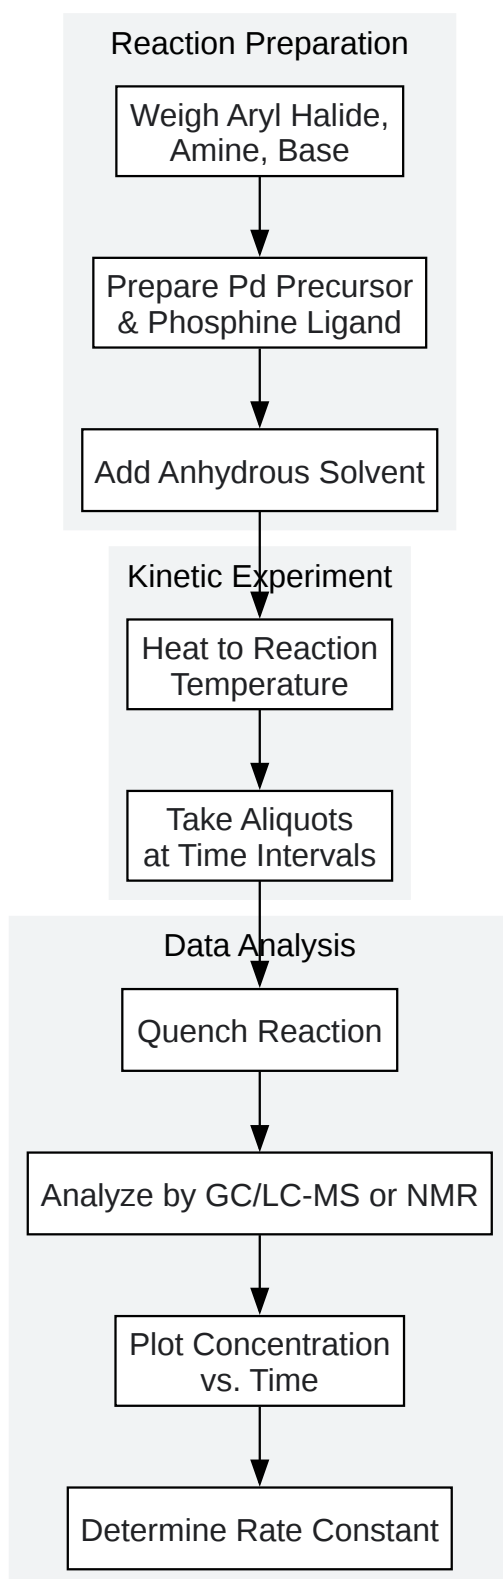 Reaction Preparation
Weigh Aryl Halide,
Amine, Base
Prepare Pd Precursor
& Phosphine Ligand
Add Anhydrous Solvent
Kinetic Experiment
Heat to Reaction
Temperature
Take Aliquots
at Time Intervals
Data Analysis
Quench Reaction
Analyze by GC/LC-MS or NMR
Plot Concentration
vs. Time
Determine Rate Constant